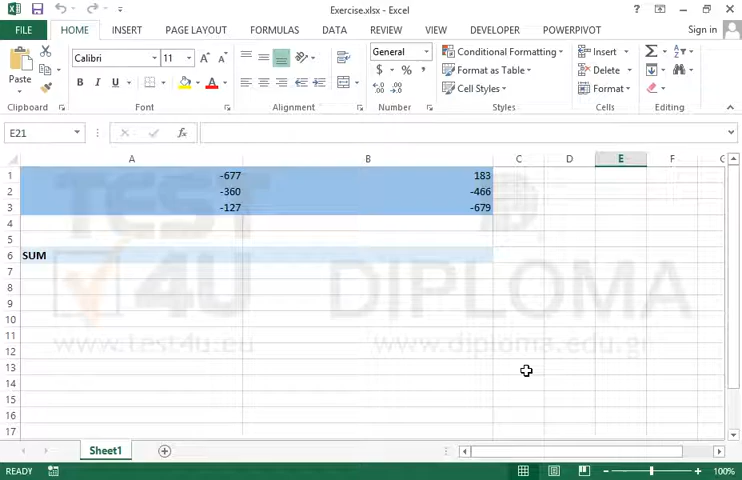 Exercise.xlsx - Excel
FILE HOME INSERT PAGE LAYOUT FORMULAS DATA REVIEW VIEW DEVELOPER POWERPIVOT Sign in
Paste
Calibri 11
B I U
A A
General
$ % ,
Conditional Formatting
Format as Table
Cell Styles
Insert
Delete
Format
Clipboard Font Alignment Number Styles Cells Editing
E21 fx
A B C D E F
1 -677 183
2 -360 -466
3 -127 -679
4
5
6 SUM
7
8
9
10
11
12
13
14
15
16
17
TEST 4U DIPLOMA
www.test4u.eu www.diploma.edu.gr
Sheet1
READY 100%